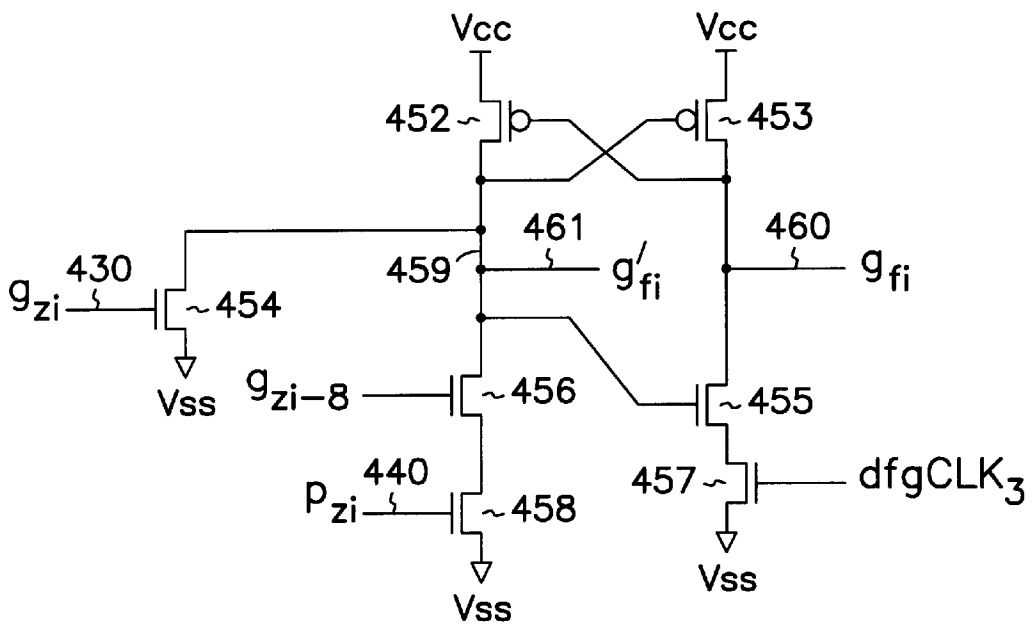 Vcc Vcc
452 453
461 460
430 459 g′fi gfi
gzi 454
Vss gzi−8 456 455
440 457 dfgCLK3
pzi 458
Vss Vss